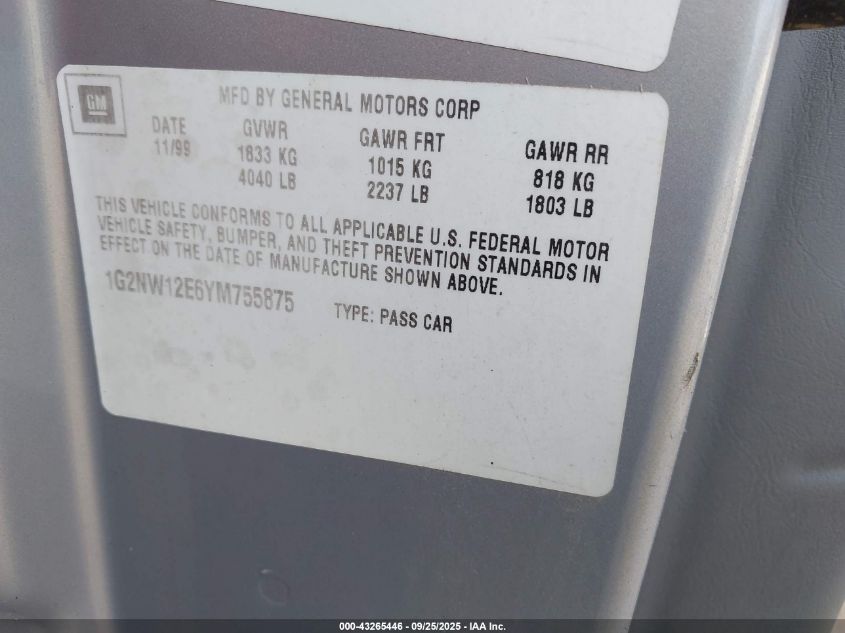 GM
MFD BY GENERAL MOTORS CORP
DATE GVWR GAWR FRT GAWR RR
11/99 1833 KG 1015 KG 818 KG
4040 LB 2237 LB 1803 LB
THIS VEHICLE CONFORMS TO ALL APPLICABLE U.S. FEDERAL MOTOR
VEHICLE SAFETY, BUMPER, AND THEFT PREVENTION STANDARDS IN
EFFECT ON THE DATE OF MANUFACTURE SHOWN ABOVE.
1G2NW12E6YM755875 TYPE: PASS CAR
000-43265446 - 09/25/2025 - IAA Inc.